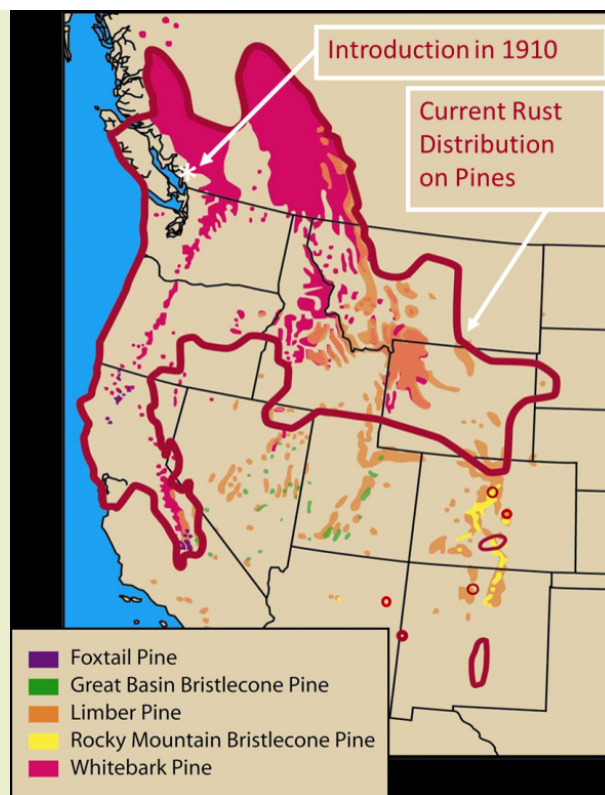 Introduction in 1910
Current Rust
Distribution
on Pines
Foxtail Pine
Great Basin Bristlecone Pine
Limber Pine
Rocky Mountain Bristlecone Pine
Whitebark Pine